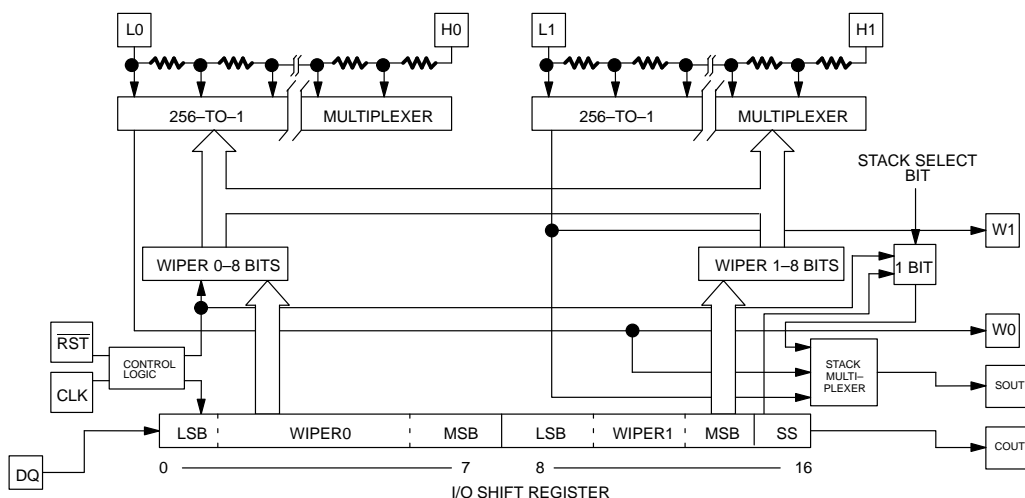 L0
H0
L1
H1
256–TO–1
MULTIPLEXER
256–TO–1
MULTIPLEXER
STACK SELECT
BIT
W1
WIPER 0–8 BITS
WIPER 1–8 BITS
1 BIT
RST
CONTROL
LOGIC
CLK
W0
STACK
MULTI–
PLEXER
SOUT
LSB
WIPER0
MSB
LSB
WIPER1
MSB
SS
COUT
DQ
0
7
8
16
I/O SHIFT REGISTER